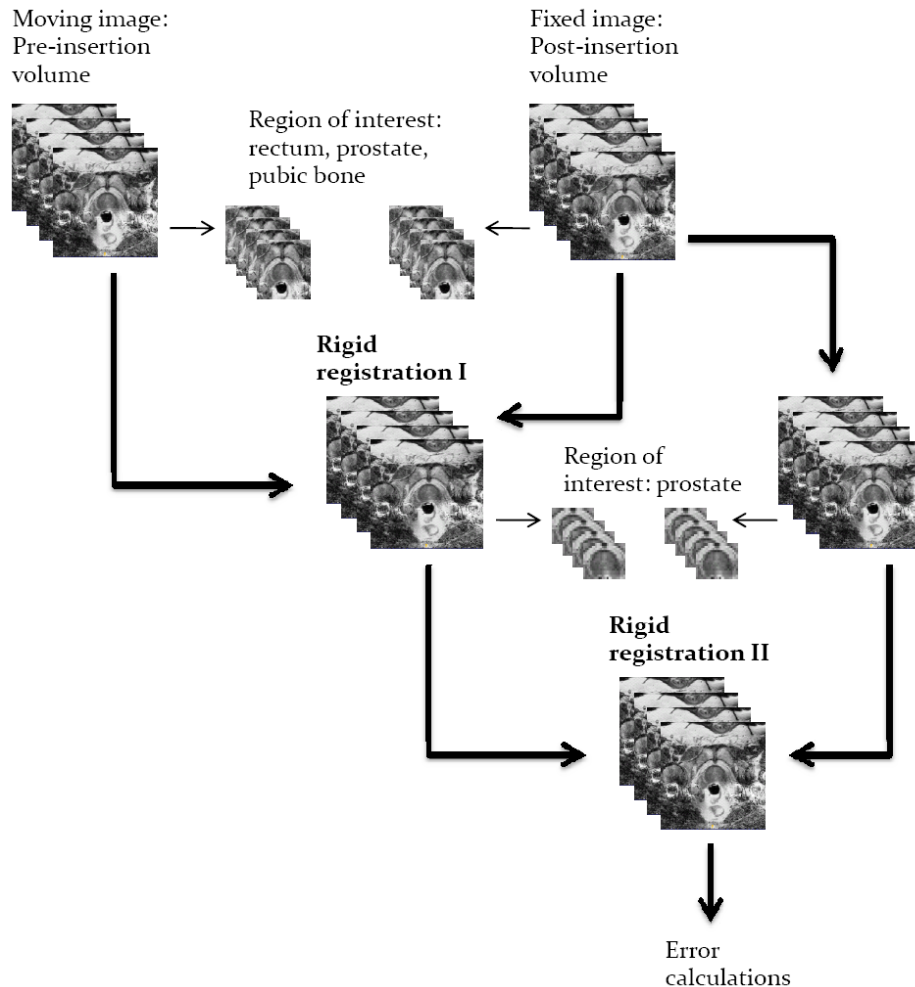 Moving image:
Pre-insertion
volume
Fixed image:
Post-insertion
volume
Region of interest:
rectum, prostate,
pubic bone
Rigid
registration I
Region of
interest: prostate
Rigid
registration II
Error
calculations